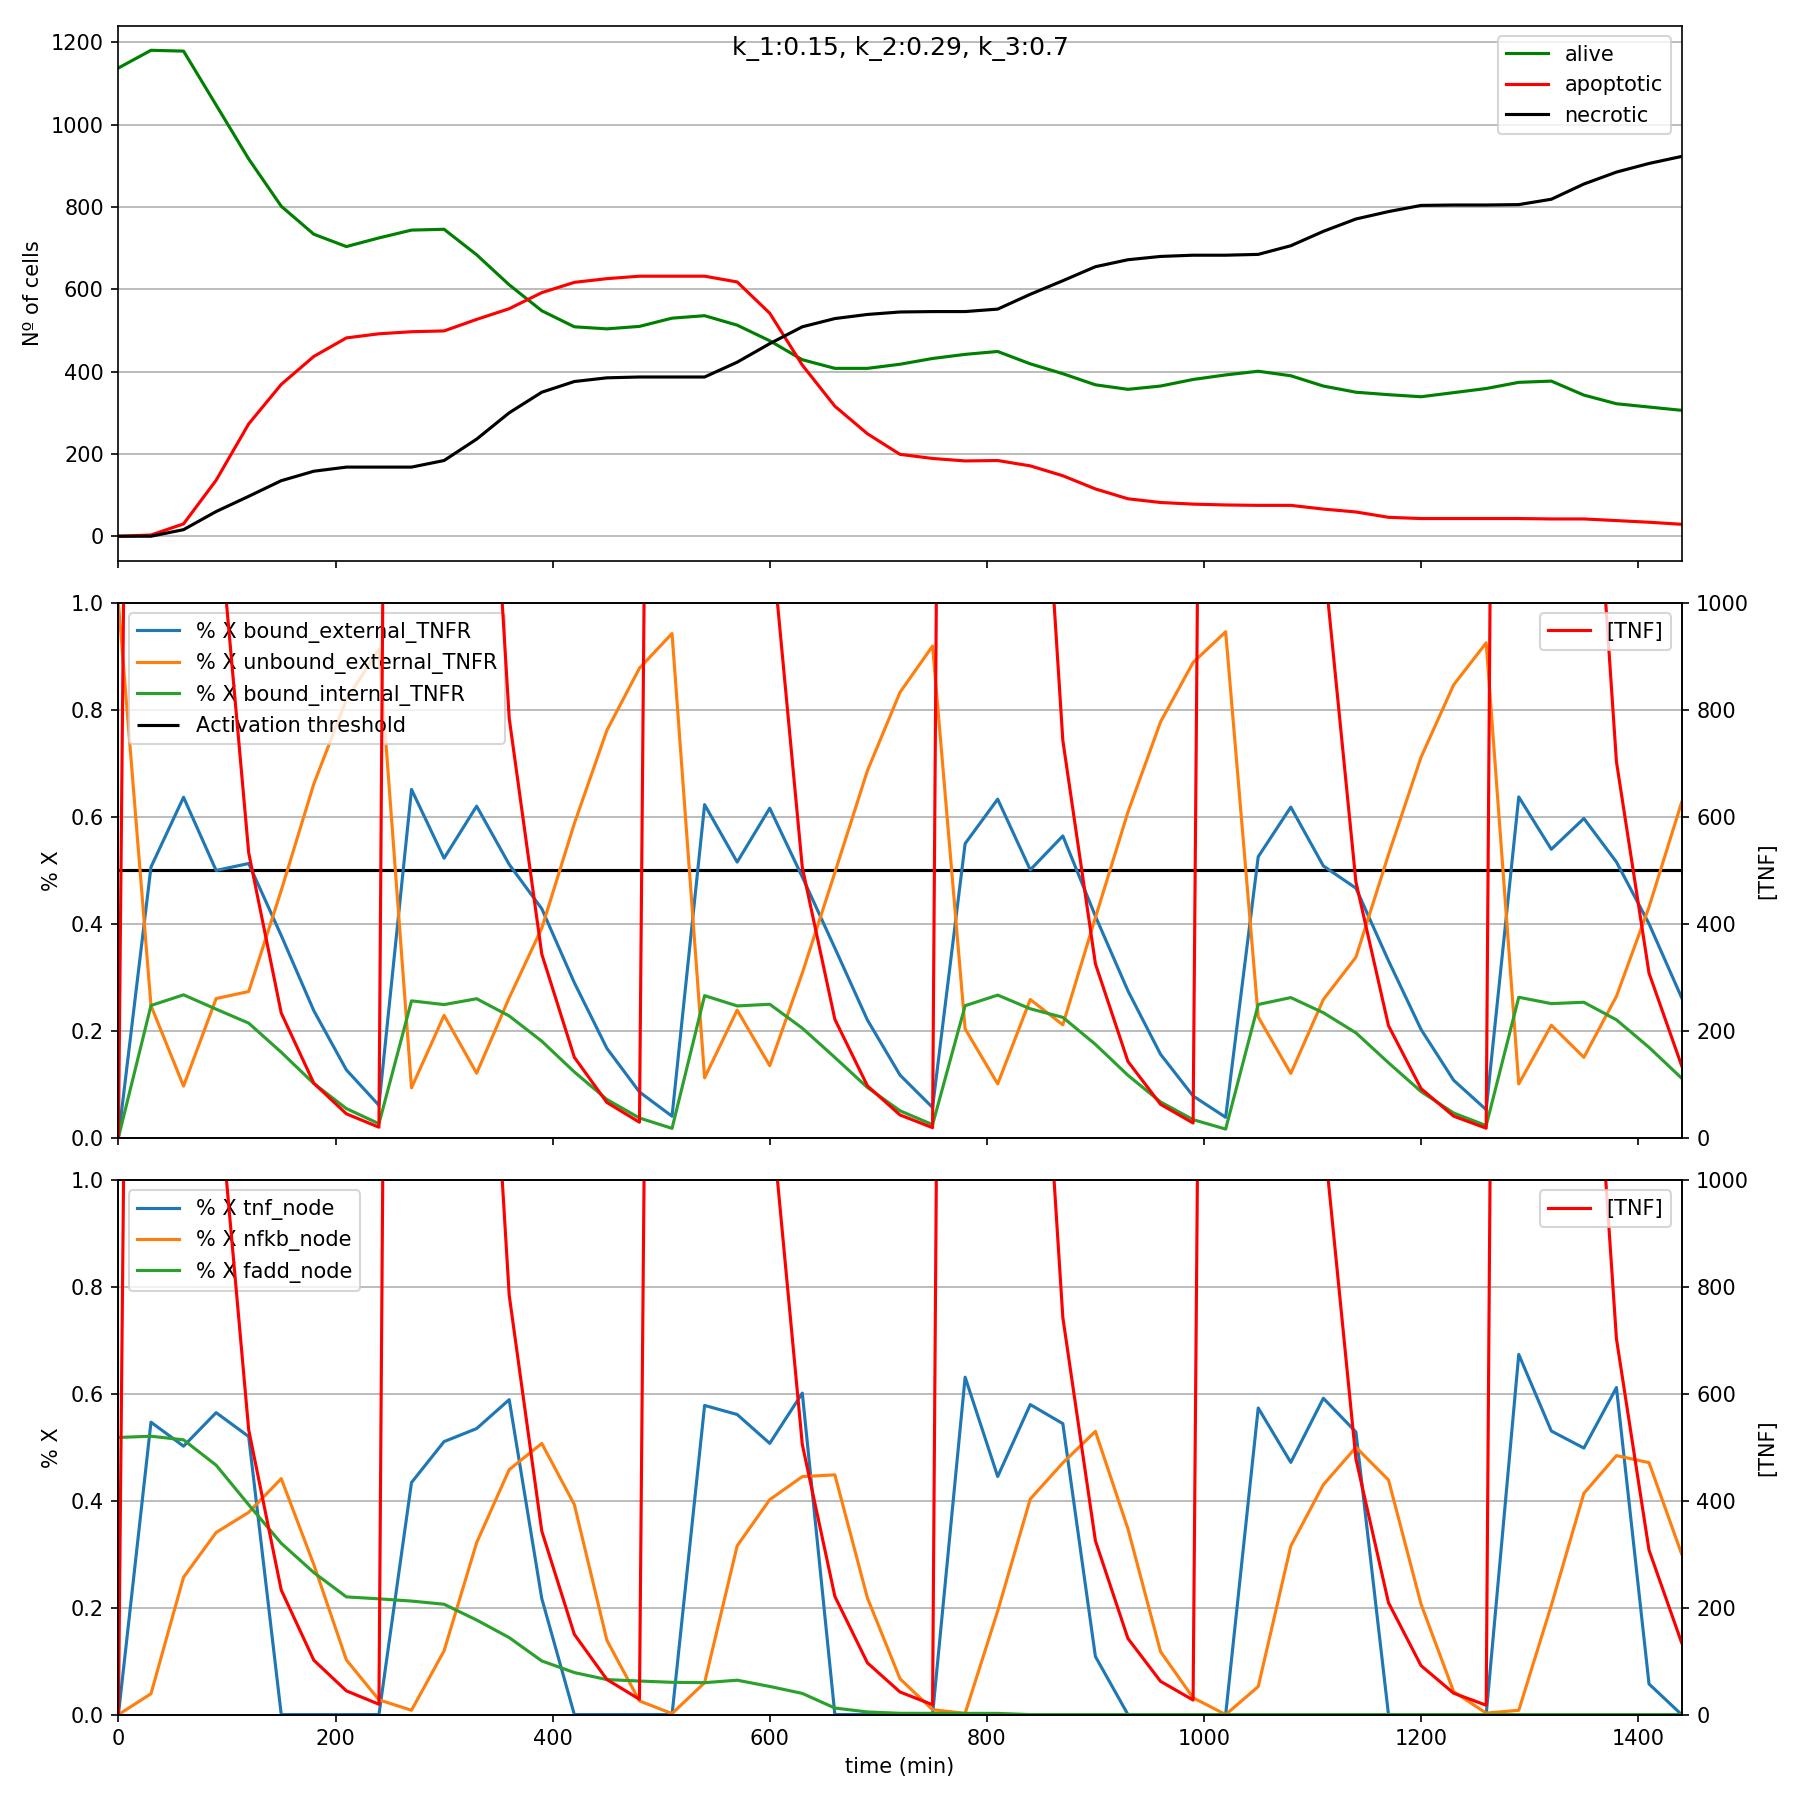 k_1:0.15, k_2:0.29, k_3:0.7
1200
1000
800
600
400
200
0
Nº of cells
alive
apoptotic
necrotic
1.0
0.8
0.6
0.4
0.2
0.0
% X
% X bound_external_TNFR
% X unbound_external_TNFR
% X bound_internal_TNFR
Activation threshold
[TNF]
1000
800
600
400
200
0
[TNF]
1.0
0.8
0.6
0.4
0.2
0.0
% X
% X tnf_node
% X nfkb_node
% X fadd_node
[TNF]
1000
800
600
400
200
0
[TNF]
0 200 400 600 800 1000 1200 1400
time (min)